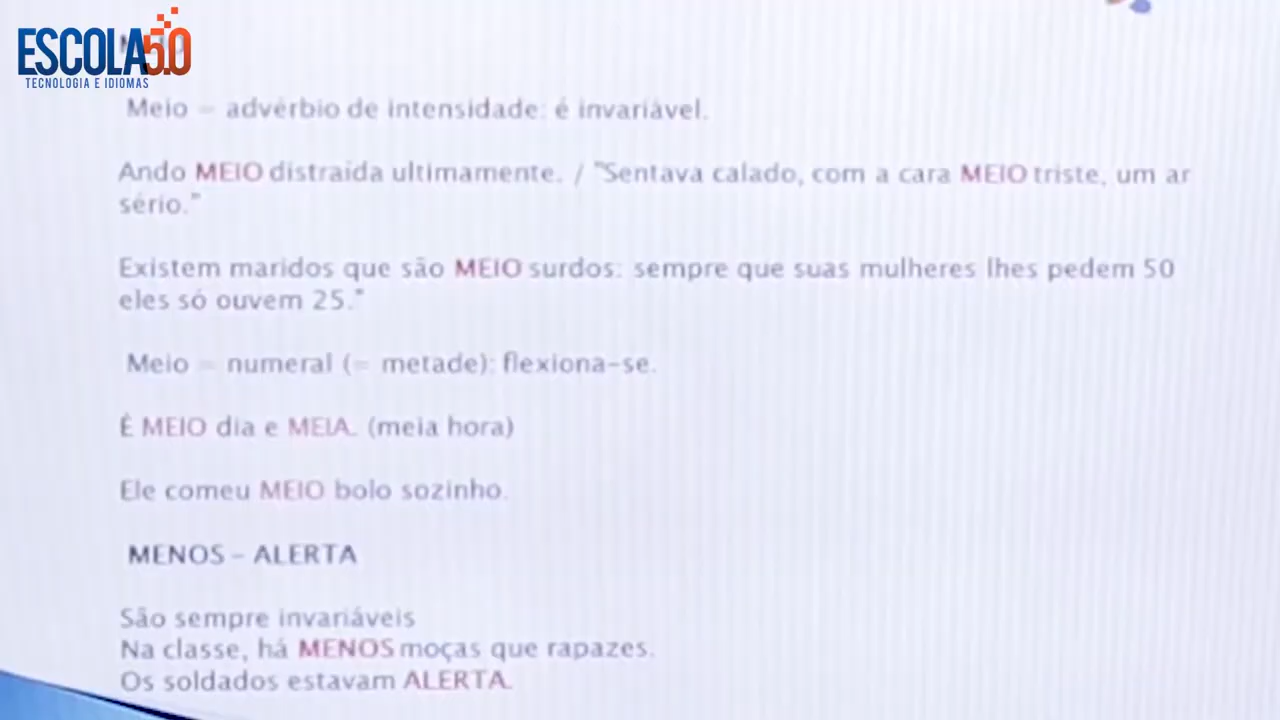 ESCOLA 5.0
TECNOLOGIA E IDIOMAS
Meio = advérbio de intensidade: é invariável.
Ando MEIO distraída ultimamente. / "Sentava calado, com a cara MEIO triste, um ar
sério."
Existem maridos que são MEIO surdos: sempre que suas mulheres lhes pedem 50
eles só ouvem 25."
Meio = numeral (= metade): flexiona-se.
É MEIO dia e MEIA. (meia hora)
Ele comeu MEIO bolo sozinho.
MENOS - ALERTA
São sempre invariáveis
Na classe, há MENOS moças que rapazes.
Os soldados estavam ALERTA.